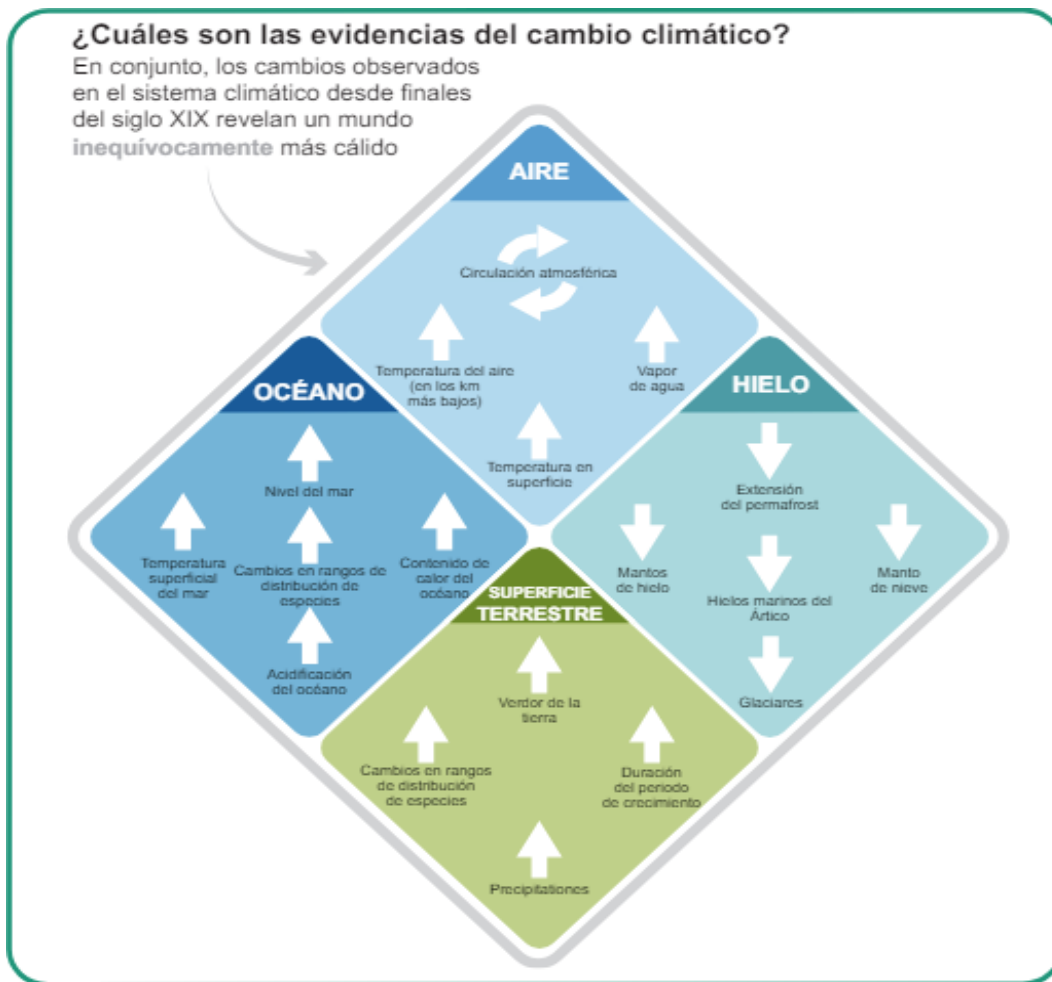 ¿Cuáles son las evidencias del cambio climático?
En conjunto, los cambios observados
en el sistema climático desde finales
del siglo XIX revelan un mundo
inequívocamente más cálido
AIRE
Circulación atmosférica
Temperatura del aire
(en los km
más bajos)
Vapor
de agua
Temperatura en
superficie
OCÉANO
Nivel del mar
Temperatura
superficial
del mar
Cambios en rangos de
distribución de
especies
Contenido de
calor del
océano
Acidificación
del océano
HIELO
Extensión
del permafrost
Mantos
de hielo
Hielos marinos del
Ártico
Manto
de nieve
Glaciares
SUPERFICIE
TERRESTRE
Verdor de la
tierra
Cambios en rangos
de distribución
de especies
Duración
del periodo
de crecimiento
Precipitationes